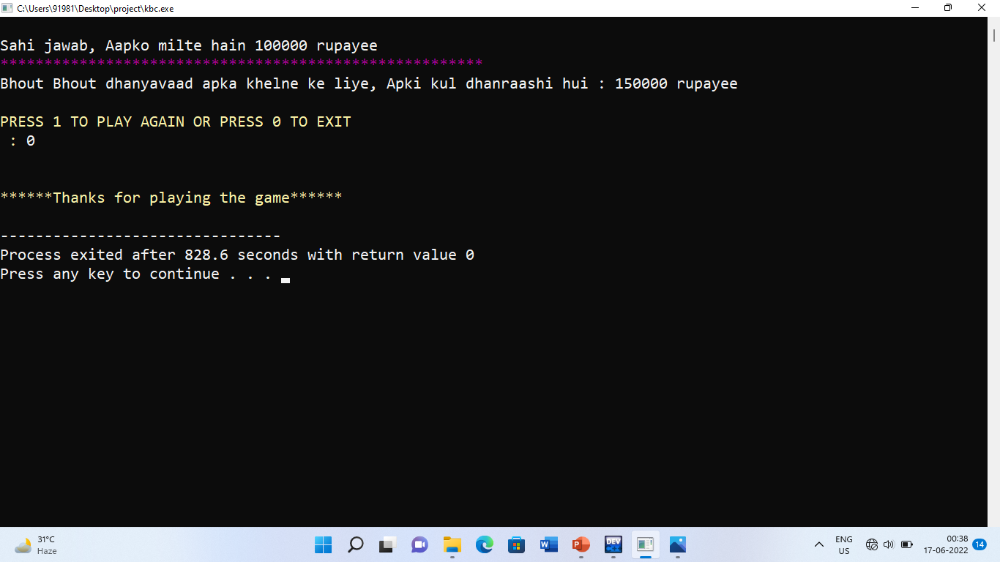 C:\Users\91981\Desktop\project\kbc.exe
Sahi jawab, Aapko milte hain 100000 rupayee
*******************************************************
Bhout Bhout dhanyavaad apka khelne ke liye, Apki kul dhanraashi hui : 150000 rupayee
PRESS 1 TO PLAY AGAIN OR PRESS 0 TO EXIT
: 0
******Thanks for playing the game******
--------------------------------
Process exited after 828.6 seconds with return value 0
Press any key to continue . . .
31°C
Haze
DEV
ENG
US
00:38
17-06-2022
14